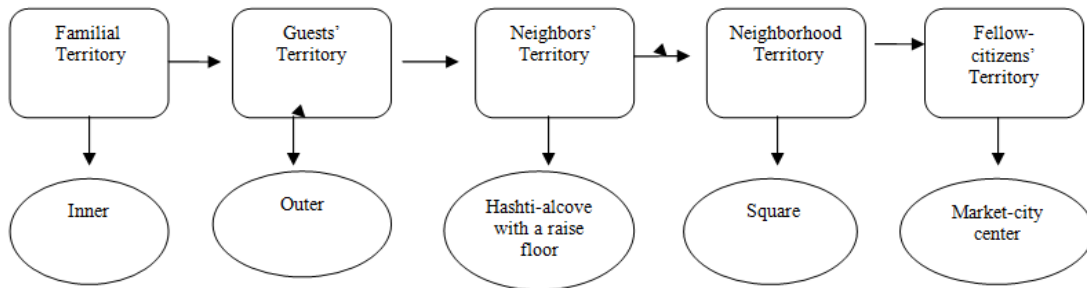 Familial
Territory
Guests’
Territory
Neighbors’
Territory
Neighborhood
Territory
Fellow-
citizens’
Territory
Inner
Outer
Hashti-alcove
with a raise
floor
Square
Market-city
center